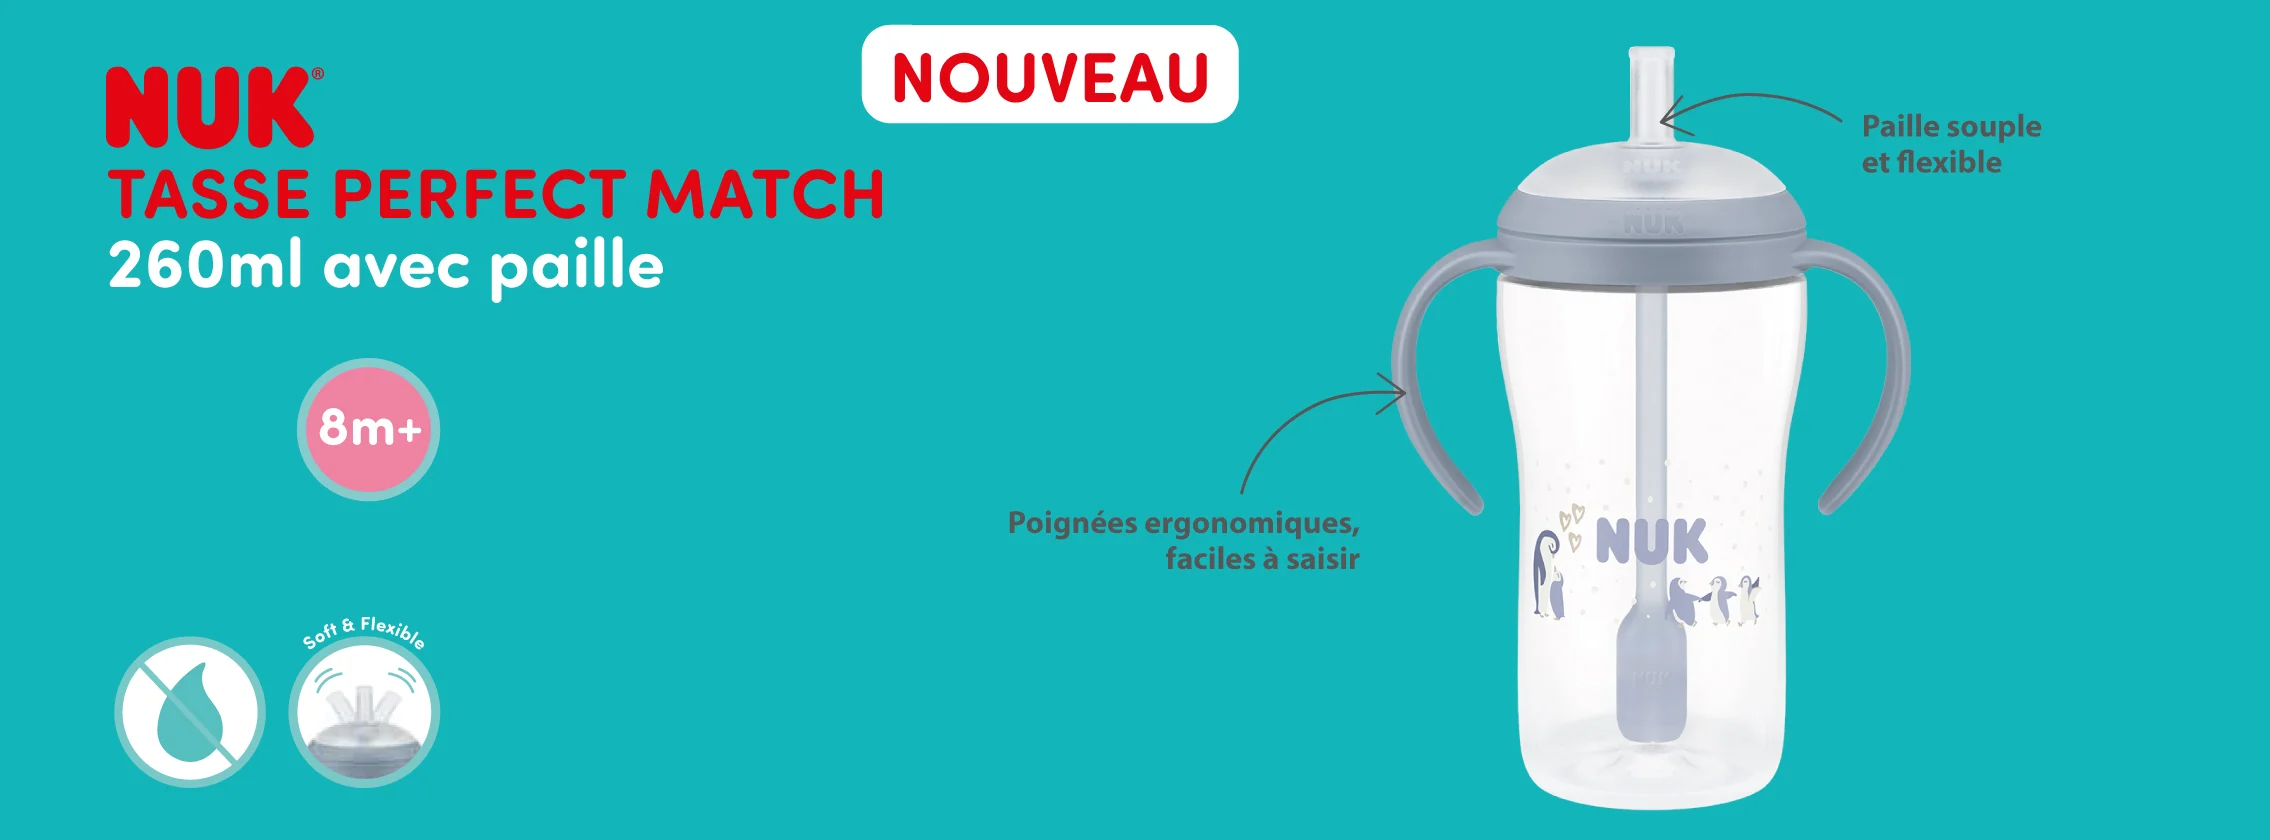 NUK®
TASSE PERFECT MATCH
260ml avec paille
NOUVEAU
8m+
Soft & Flexible
Paille souple
et flexible
Poignées ergonomiques,
faciles à saisir
NUK
NUK
NUK
NUK